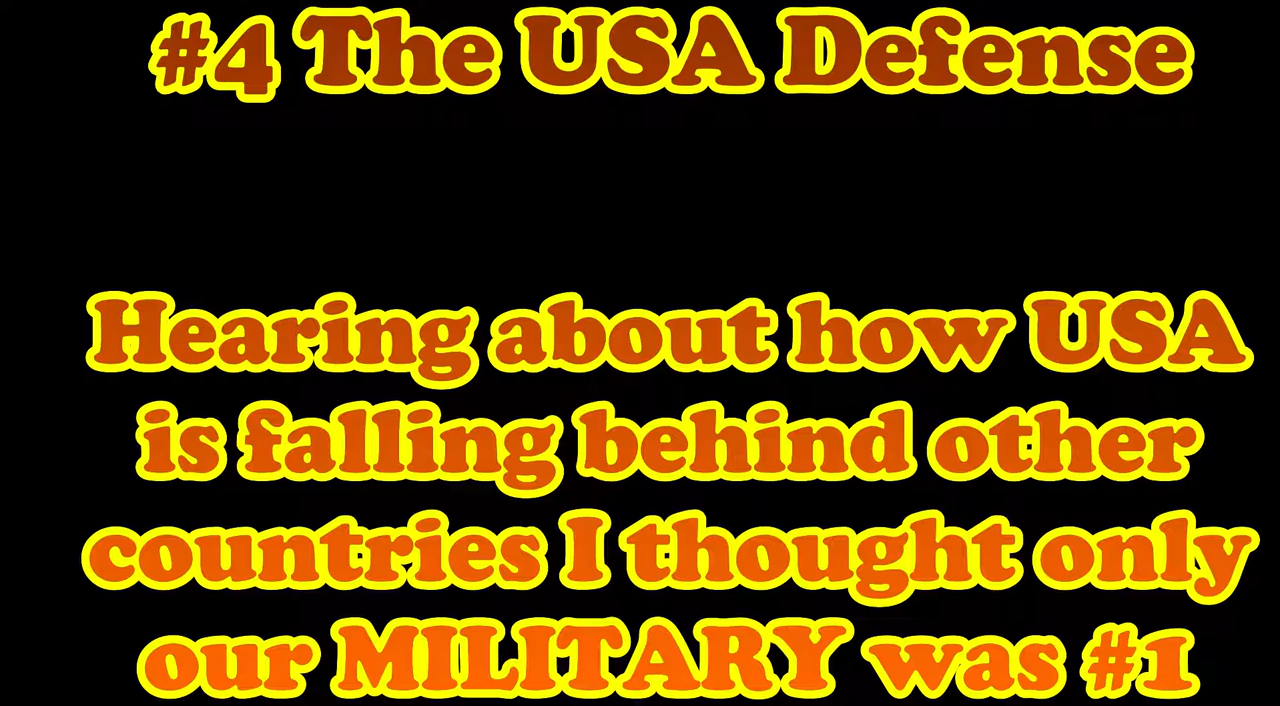 #4 The USA Defense
Hearing about how USA
is falling behind other
countries I thought only
our MILITARY was #1